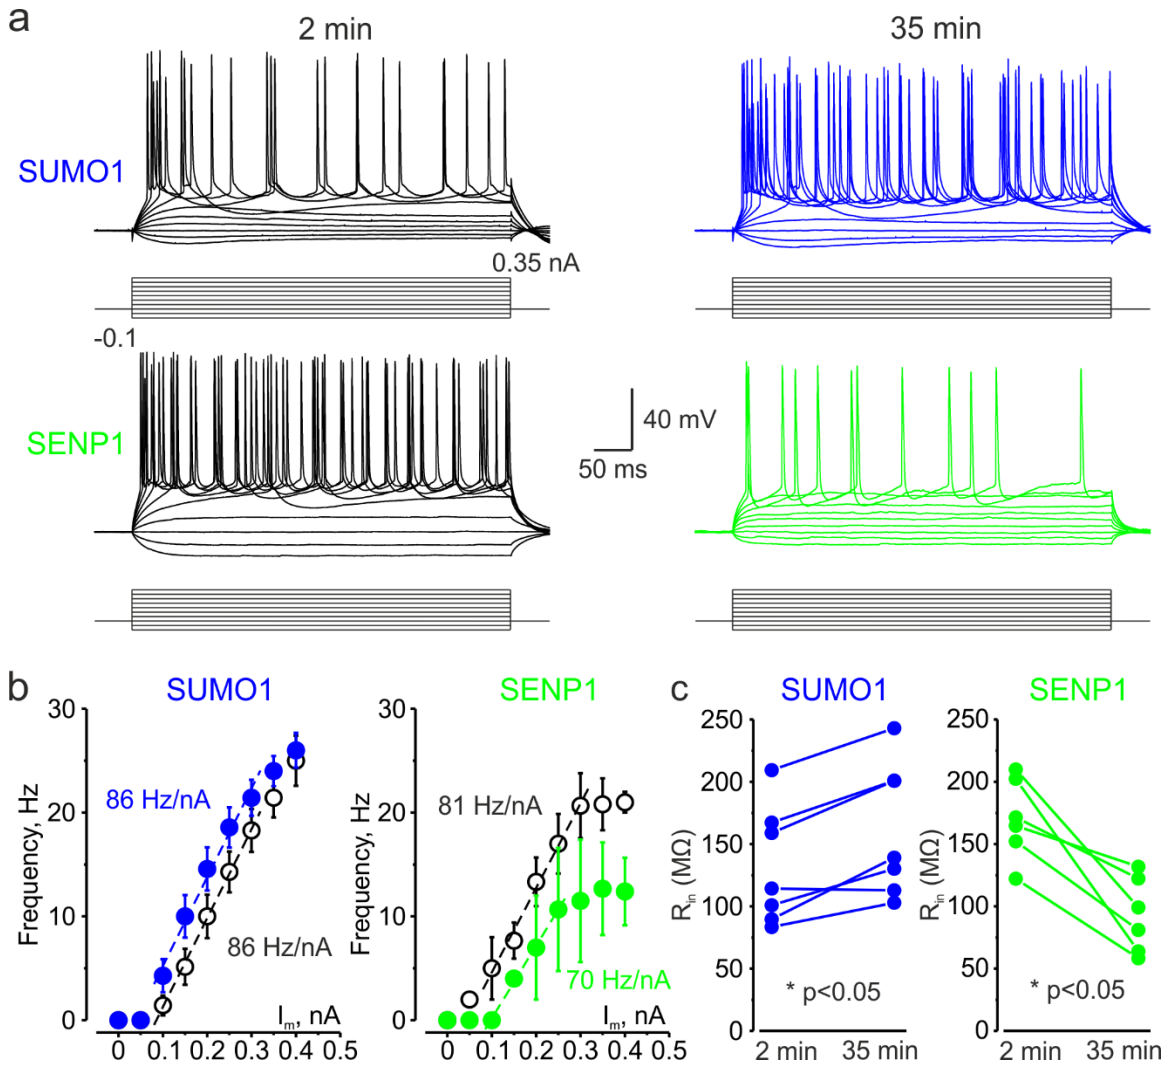 a
2 min
35 min
SUMO1
0.35 nA
-0.1
SENP1
40 mV
50 ms
b
SUMO1
30
20
10
0
Frequency, Hz
86 Hz/nA
86 Hz/nA
I_m, nA
0 0.1 0.2 0.3 0.4 0.5
SENP1
30
20
10
0
Frequency, Hz
81 Hz/nA
70 Hz/nA
I_m, nA
0 0.1 0.2 0.3 0.4 0.5
c
SUMO1
250
200
150
100
50
0
R_in (MΩ)
* p<0.05
2 min 35 min
SENP1
250
200
150
100
50
0
R_in (MΩ)
* p<0.05
2 min 35 min